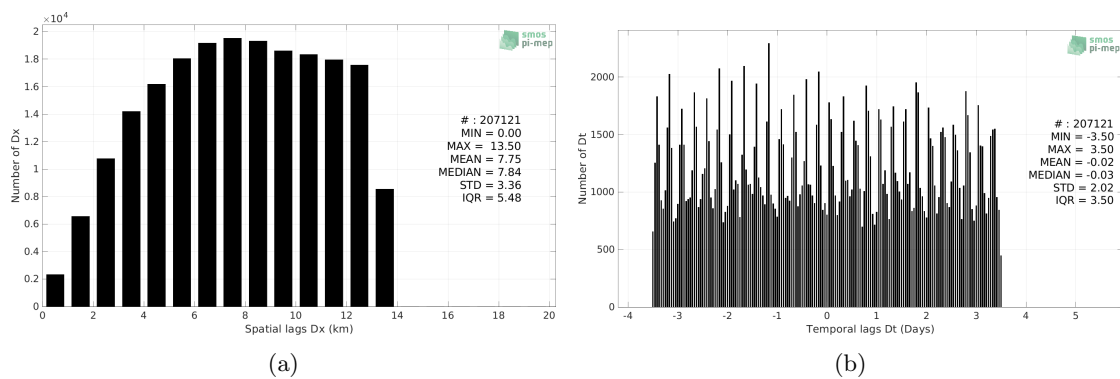 ×10⁴
2
1.8
1.6
1.4
1.2
1
0.8
0.6
0.4
0.2
0
Number of Dx
smos
pi-mep
# : 207121
MIN = 0.00
MAX = 13.50
MEAN = 7.75
MEDIAN = 7.84
STD = 3.36
IQR = 5.48
0 2 4 6 8 10 12 14 16 18 20
Spatial lags Dx (km)
(a)
2000
1500
1000
500
0
Number of Dt
smos
pi-mep
# : 207121
MIN = -3.50
MAX = 3.50
MEAN = -0.02
MEDIAN = -0.03
STD = 2.02
IQR = 3.50
-4 -3 -2 -1 0 1 2 3 4 5
Temporal lags Dt (Days)
(b)